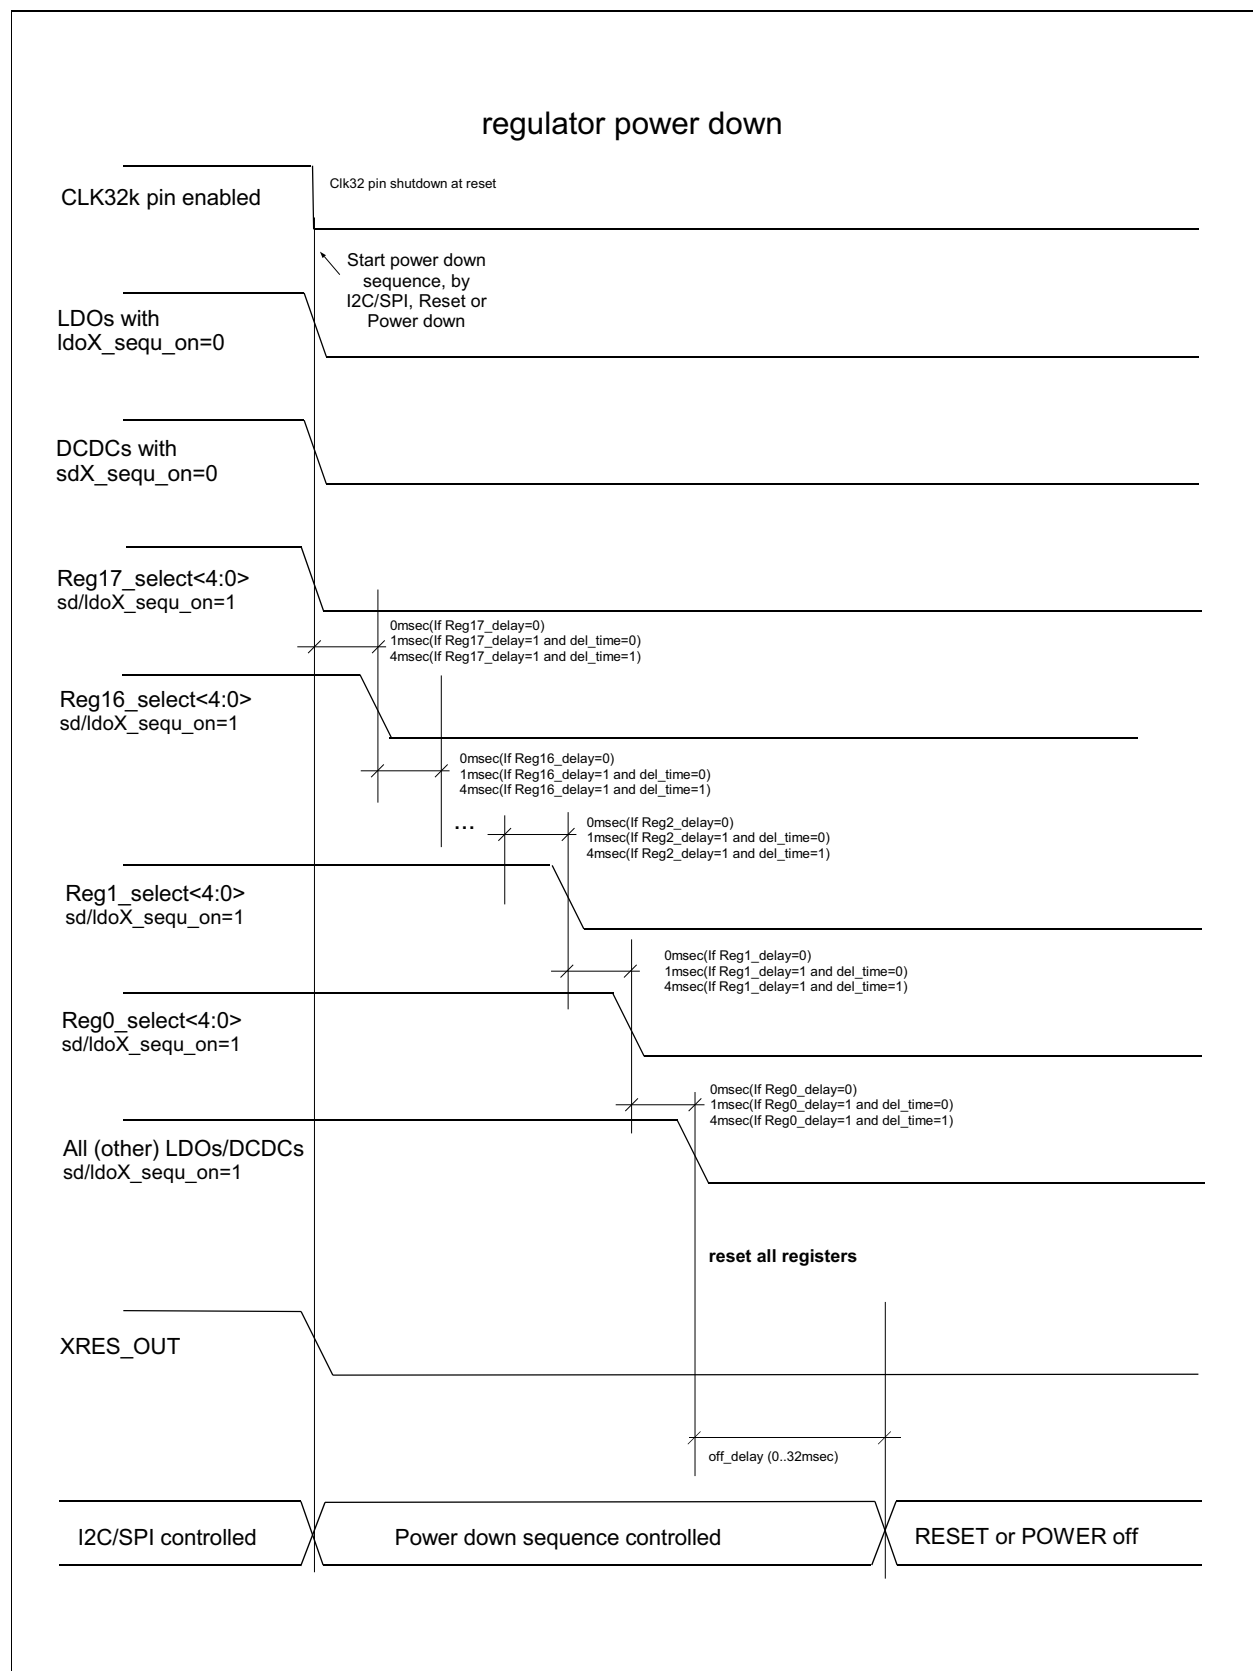 regulator power down
CLK32k pin enabled
Clk32 pin shutdown at reset
Start power down
sequence, by
I2C/SPI, Reset or
Power down
LDOs with
ldoX_sequ_on=0
DCDCs with
sdX_sequ_on=0
Reg17_select<4:0>
sd/ldoX_sequ_on=1
0msec(If Reg17_delay=0)
1msec(If Reg17_delay=1 and del_time=0)
4msec(If Reg17_delay=1 and del_time=1)
Reg16_select<4:0>
sd/ldoX_sequ_on=1
0msec(If Reg16_delay=0)
1msec(If Reg16_delay=1 and del_time=0)
4msec(If Reg16_delay=1 and del_time=1)
...
0msec(If Reg2_delay=0)
1msec(If Reg2_delay=1 and del_time=0)
4msec(If Reg2_delay=1 and del_time=1)
Reg1_select<4:0>
sd/ldoX_sequ_on=1
0msec(If Reg1_delay=0)
1msec(If Reg1_delay=1 and del_time=0)
4msec(If Reg1_delay=1 and del_time=1)
Reg0_select<4:0>
sd/ldoX_sequ_on=1
0msec(If Reg0_delay=0)
1msec(If Reg0_delay=1 and del_time=0)
4msec(If Reg0_delay=1 and del_time=1)
All (other) LDOs/DCDCs
sd/ldoX_sequ_on=1
reset all registers
XRES_OUT
off_delay (0..32msec)
I2C/SPI controlled
Power down sequence controlled
RESET or POWER off